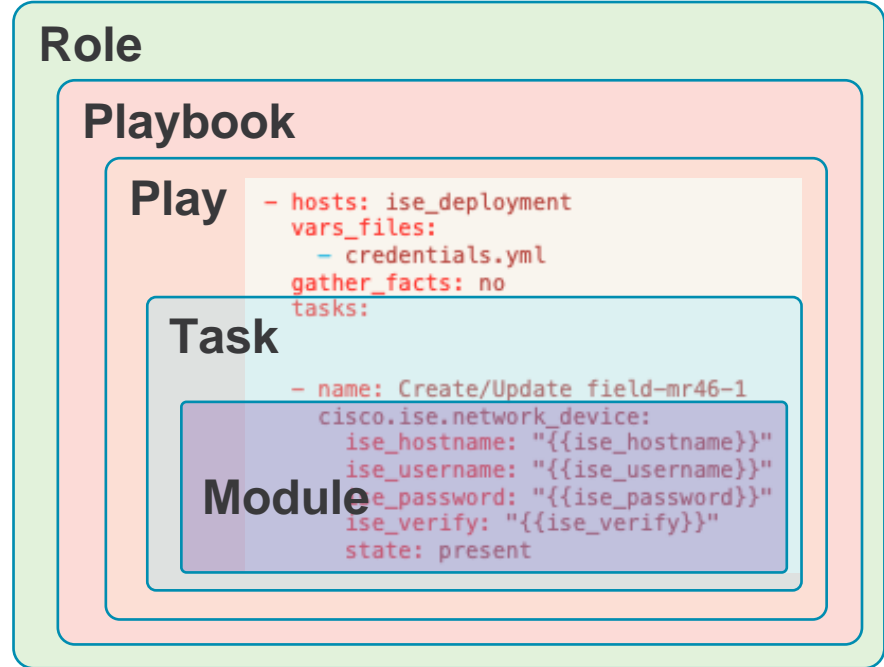 Role
Playbook
Play
- hosts: ise_deployment
vars_files:
- credentials.yml
gather_facts: no
tasks:
Task
- name: Create/Update field-mr46-1
cisco.ise.network_device:
ise_hostname: "{{ise_hostname}}"
ise_username: "{{ise_username}}"
Module
ise_password: "{{ise_password}}"
ise_verify: "{{ise_verify}}"
state: present